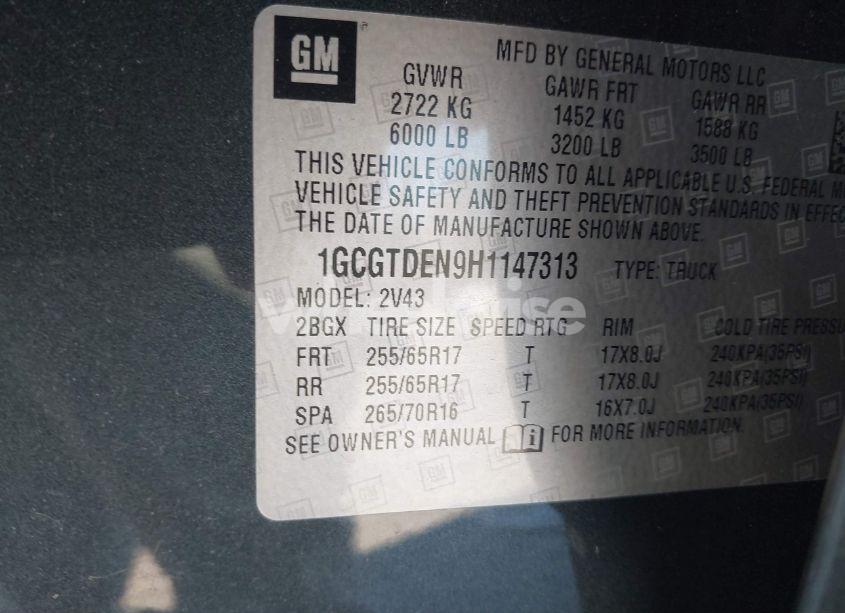 GM
MFD BY GENERAL MOTORS LLC
GVWR GAWR FRT GAWR RR
2722 KG 1452 KG 1588 KG
6000 LB 3200 LB 3500 LB
THIS VEHICLE CONFORMS TO ALL APPLICABLE U.S. FEDERAL M
VEHICLE SAFETY AND THEFT PREVENTION STANDARDS IN EFFEC
THE DATE OF MANUFACTURE SHOWN ABOVE.
1GCGTDEN9H1147313 TYPE: TRUCK
MODEL: 2V43
2BGX TIRE SIZE SPEED RTG RIM COLD TIRE PRESSU
FRT 255/65R17 T 17X8.0J 240KPA(35PSI)
RR 255/65R17 T 17X8.0J 240KPA(35PSI)
SPA 265/70R16 T 16X7.0J 240KPA(35PSI)
SEE OWNER'S MANUAL FOR MORE INFORMATION.